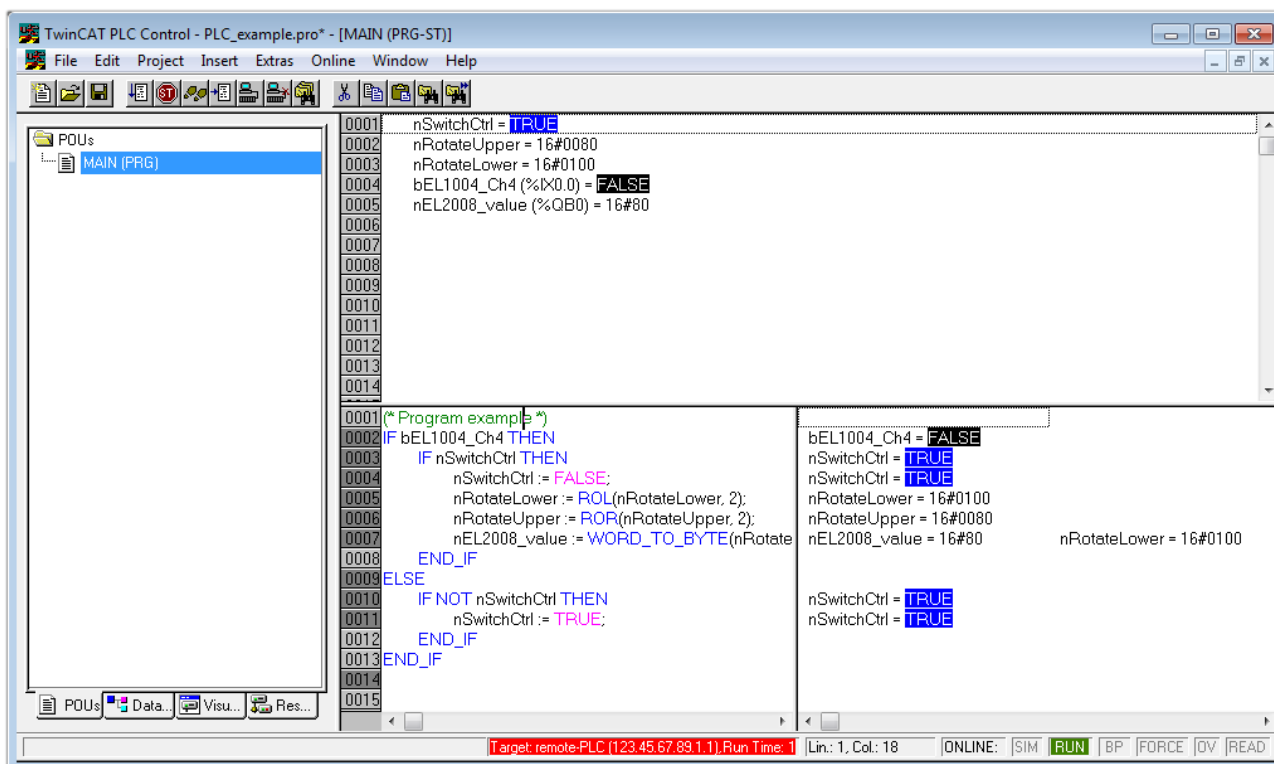 TwinCAT PLC Control - PLC_example.pro* - [MAIN (PRG-ST)]
File Edit Project Insert Extras Online Window Help
POUs
MAIN (PRG)
0001 nSwitchCtrl = TRUE
0002 nRotateUpper = 16#0080
0003 nRotateLower = 16#0100
0004 bEL1004_Ch4 (%IX0.0) = FALSE
0005 nEL2008_value (%QB0) = 16#80
0006
0007
0008
0009
0010
0011
0012
0013
0014
0001 (* Program example *)
0002 IF bEL1004_Ch4 THEN bEL1004_Ch4 = FALSE
0003 IF nSwitchCtrl THEN nSwitchCtrl = TRUE
0004 nSwitchCtrl := FALSE; nSwitchCtrl = TRUE
0005 nRotateLower := ROL(nRotateLower, 2); nRotateLower = 16#0100
0006 nRotateUpper := ROR(nRotateUpper, 2); nRotateUpper = 16#0080
0007 nEL2008_value := WORD_TO_BYTE(nRotate nEL2008_value = 16#80 nRotateLower = 16#0100
0008 END_IF
0009 ELSE
0010 IF NOT nSwitchCtrl THEN nSwitchCtrl = TRUE
0011 nSwitchCtrl := TRUE; nSwitchCtrl = TRUE
0012 END_IF
0013 END_IF
0014
0015
POUs Data... Visu... Res...
Target: remote-PLC (123.45.67.89.1.1), Run Time: 1 Lin.: 1, Col.: 18 ONLINE: SIM RUN BP FORCE OV READ